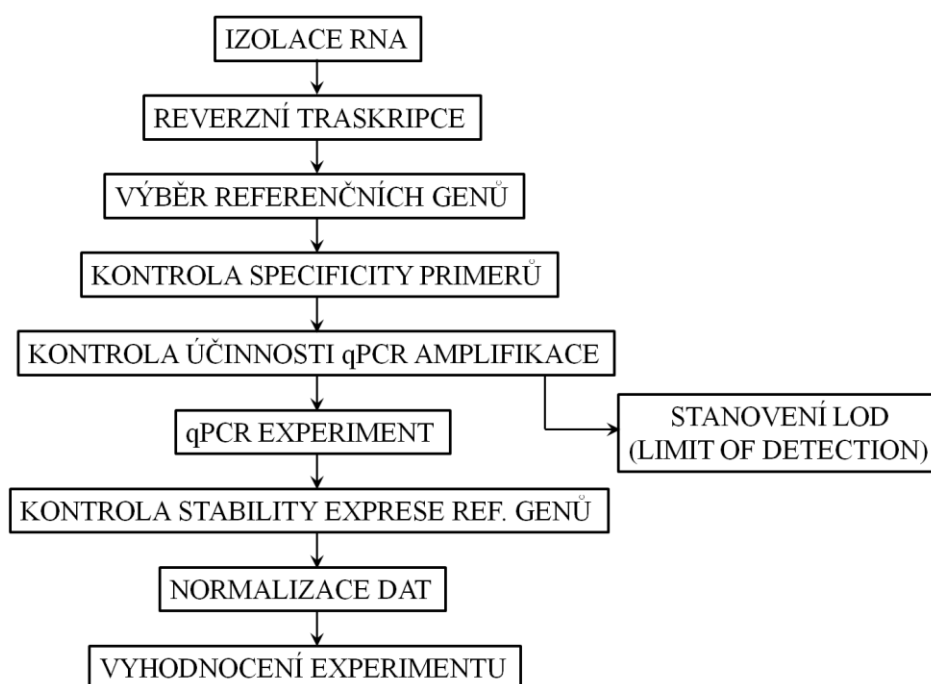 IZOLACE RNA
REVERZNÍ TRASKRIPCE
VÝBĚR REFERENČNÍCH GENŮ
KONTROLA SPECIFICITY PRIMERŮ
KONTROLA ÚČINNOSTI qPCR AMPLIFIKACE
STANOVENÍ LOD
(LIMIT OF DETECTION)
qPCR EXPERIMENT
KONTROLA STABILITY EXPRESE REF. GENŮ
NORMALIZACE DAT
VYHODNOCENÍ EXPERIMENTU